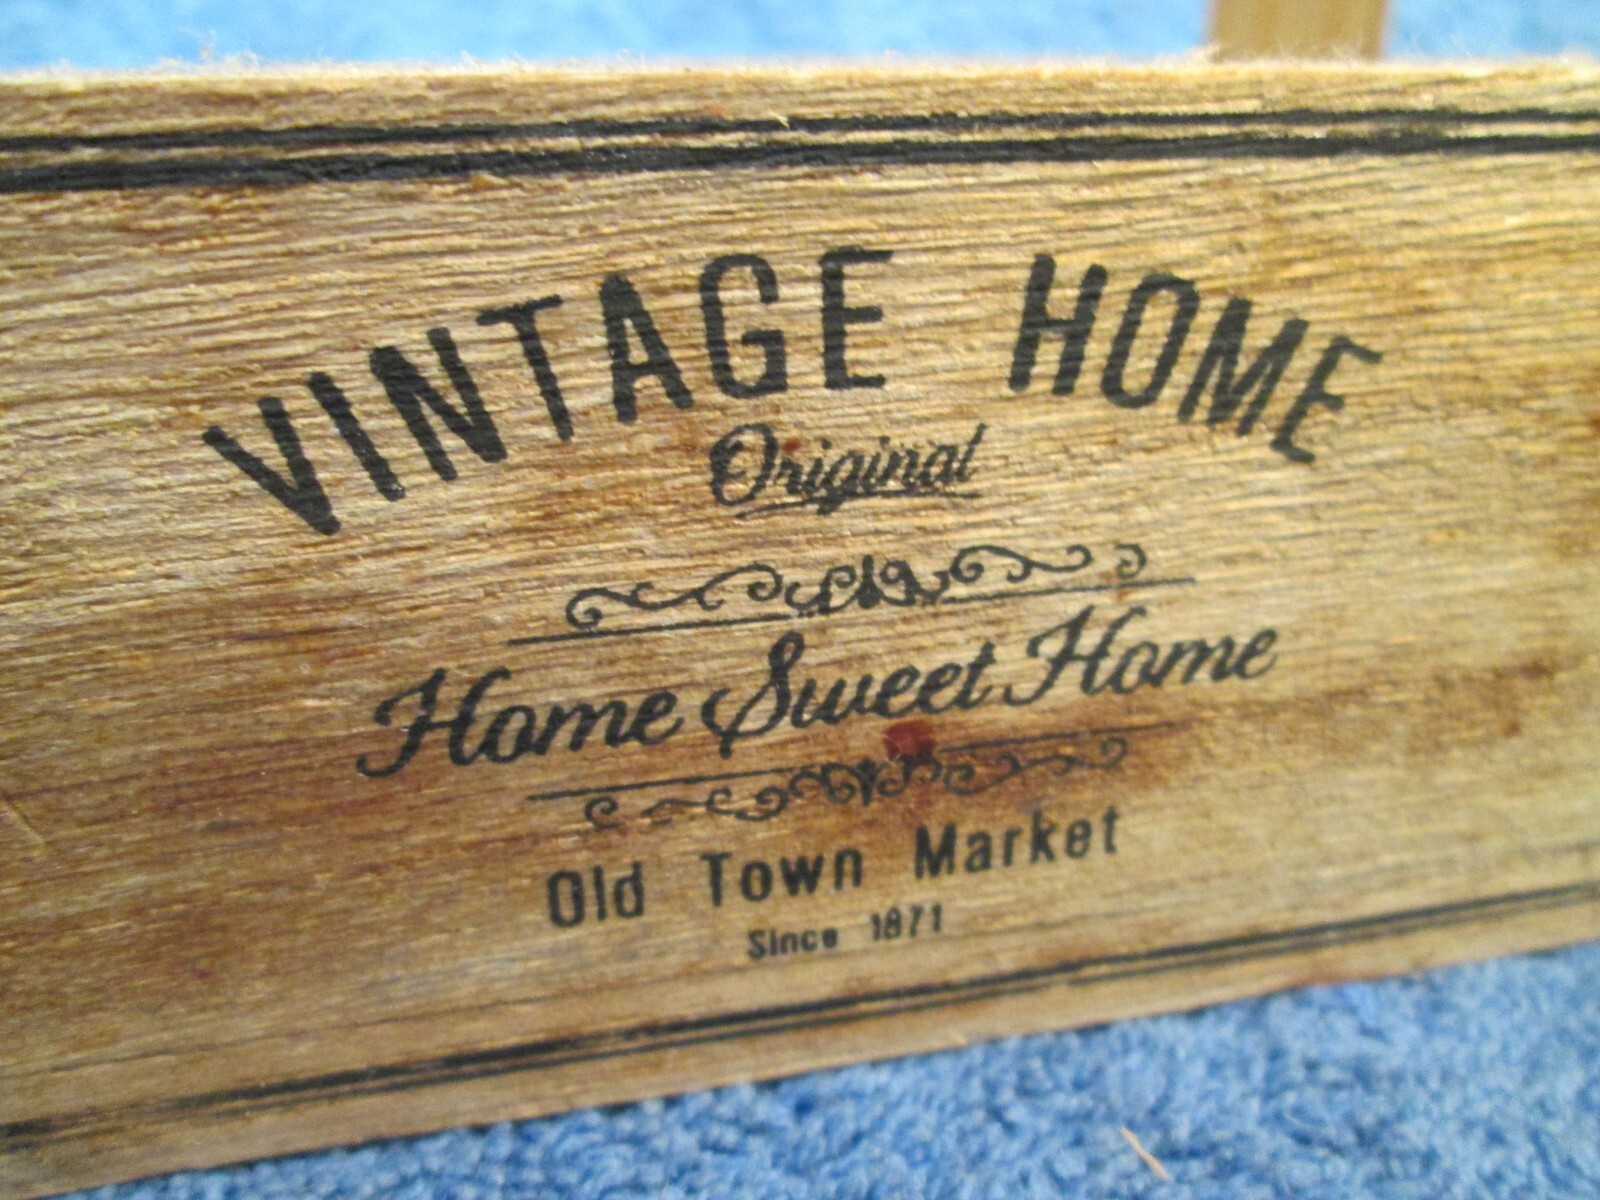 VINTAGE HOME
Original
Home Sweet Home
Old Town Market
Since 1871